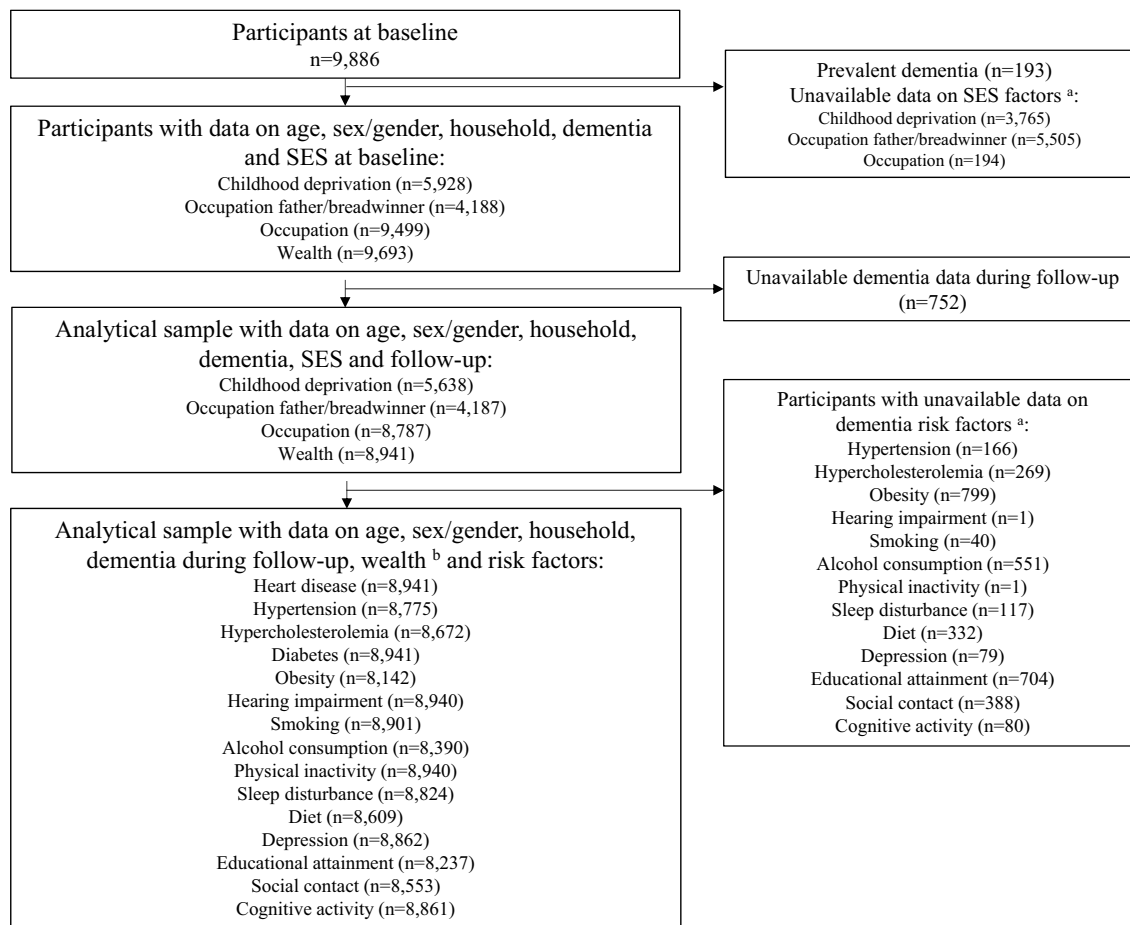 Participants at baseline
n=9,886
Prevalent dementia (n=193)
Unavailable data on SES factors ᵃ:
Childhood deprivation (n=3,765)
Occupation father/breadwinner (n=5,505)
Occupation (n=194)
Participants with data on age, sex/gender, household, dementia
and SES at baseline:
Childhood deprivation (n=5,928)
Occupation father/breadwinner (n=4,188)
Occupation (n=9,499)
Wealth (n=9,693)
Unavailable dementia data during follow-up
(n=752)
Analytical sample with data on age, sex/gender, household,
dementia, SES and follow-up:
Childhood deprivation (n=5,638)
Occupation father/breadwinner (n=4,187)
Occupation (n=8,787)
Wealth (n=8,941)
Participants with unavailable data on
dementia risk factors ᵃ:
Hypertension (n=166)
Hypercholesterolemia (n=269)
Obesity (n=799)
Hearing impairment (n=1)
Smoking (n=40)
Alcohol consumption (n=551)
Physical inactivity (n=1)
Sleep disturbance (n=117)
Diet (n=332)
Depression (n=79)
Educational attainment (n=704)
Social contact (n=388)
Cognitive activity (n=80)
Analytical sample with data on age, sex/gender, household,
dementia during follow-up, wealth ᵇ and risk factors:
Heart disease (n=8,941)
Hypertension (n=8,775)
Hypercholesterolemia (n=8,672)
Diabetes (n=8,941)
Obesity (n=8,142)
Hearing impairment (n=8,940)
Smoking (n=8,901)
Alcohol consumption (n=8,390)
Physical inactivity (n=8,940)
Sleep disturbance (n=8,824)
Diet (n=8,609)
Depression (n=8,862)
Educational attainment (n=8,237)
Social contact (n=8,553)
Cognitive activity (n=8,861)